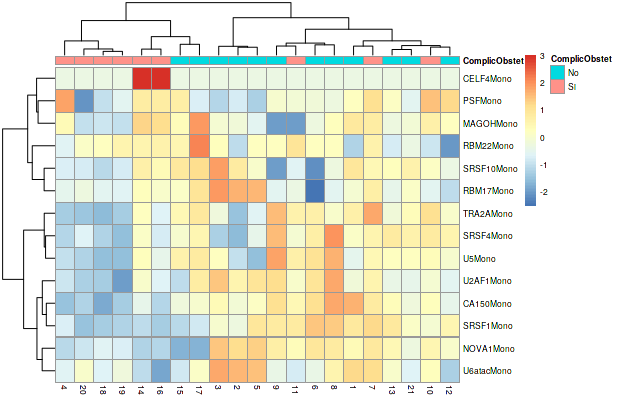 ComplicObstet
3
2
1
0
-1
-2
ComplicObstet
No
SI
CELF4Mono
PSFMono
MAGOHMono
RBM22Mono
SRSF10Mono
RBM17Mono
TRA2AMono
SRSF4Mono
U5Mono
U2AF1Mono
CA150Mono
SRSF1Mono
NOVA1Mono
U6atacMono
4 20 18 19 14 16 15 17 3 2 5 9 11 6 8 1 7 13 21 10 12